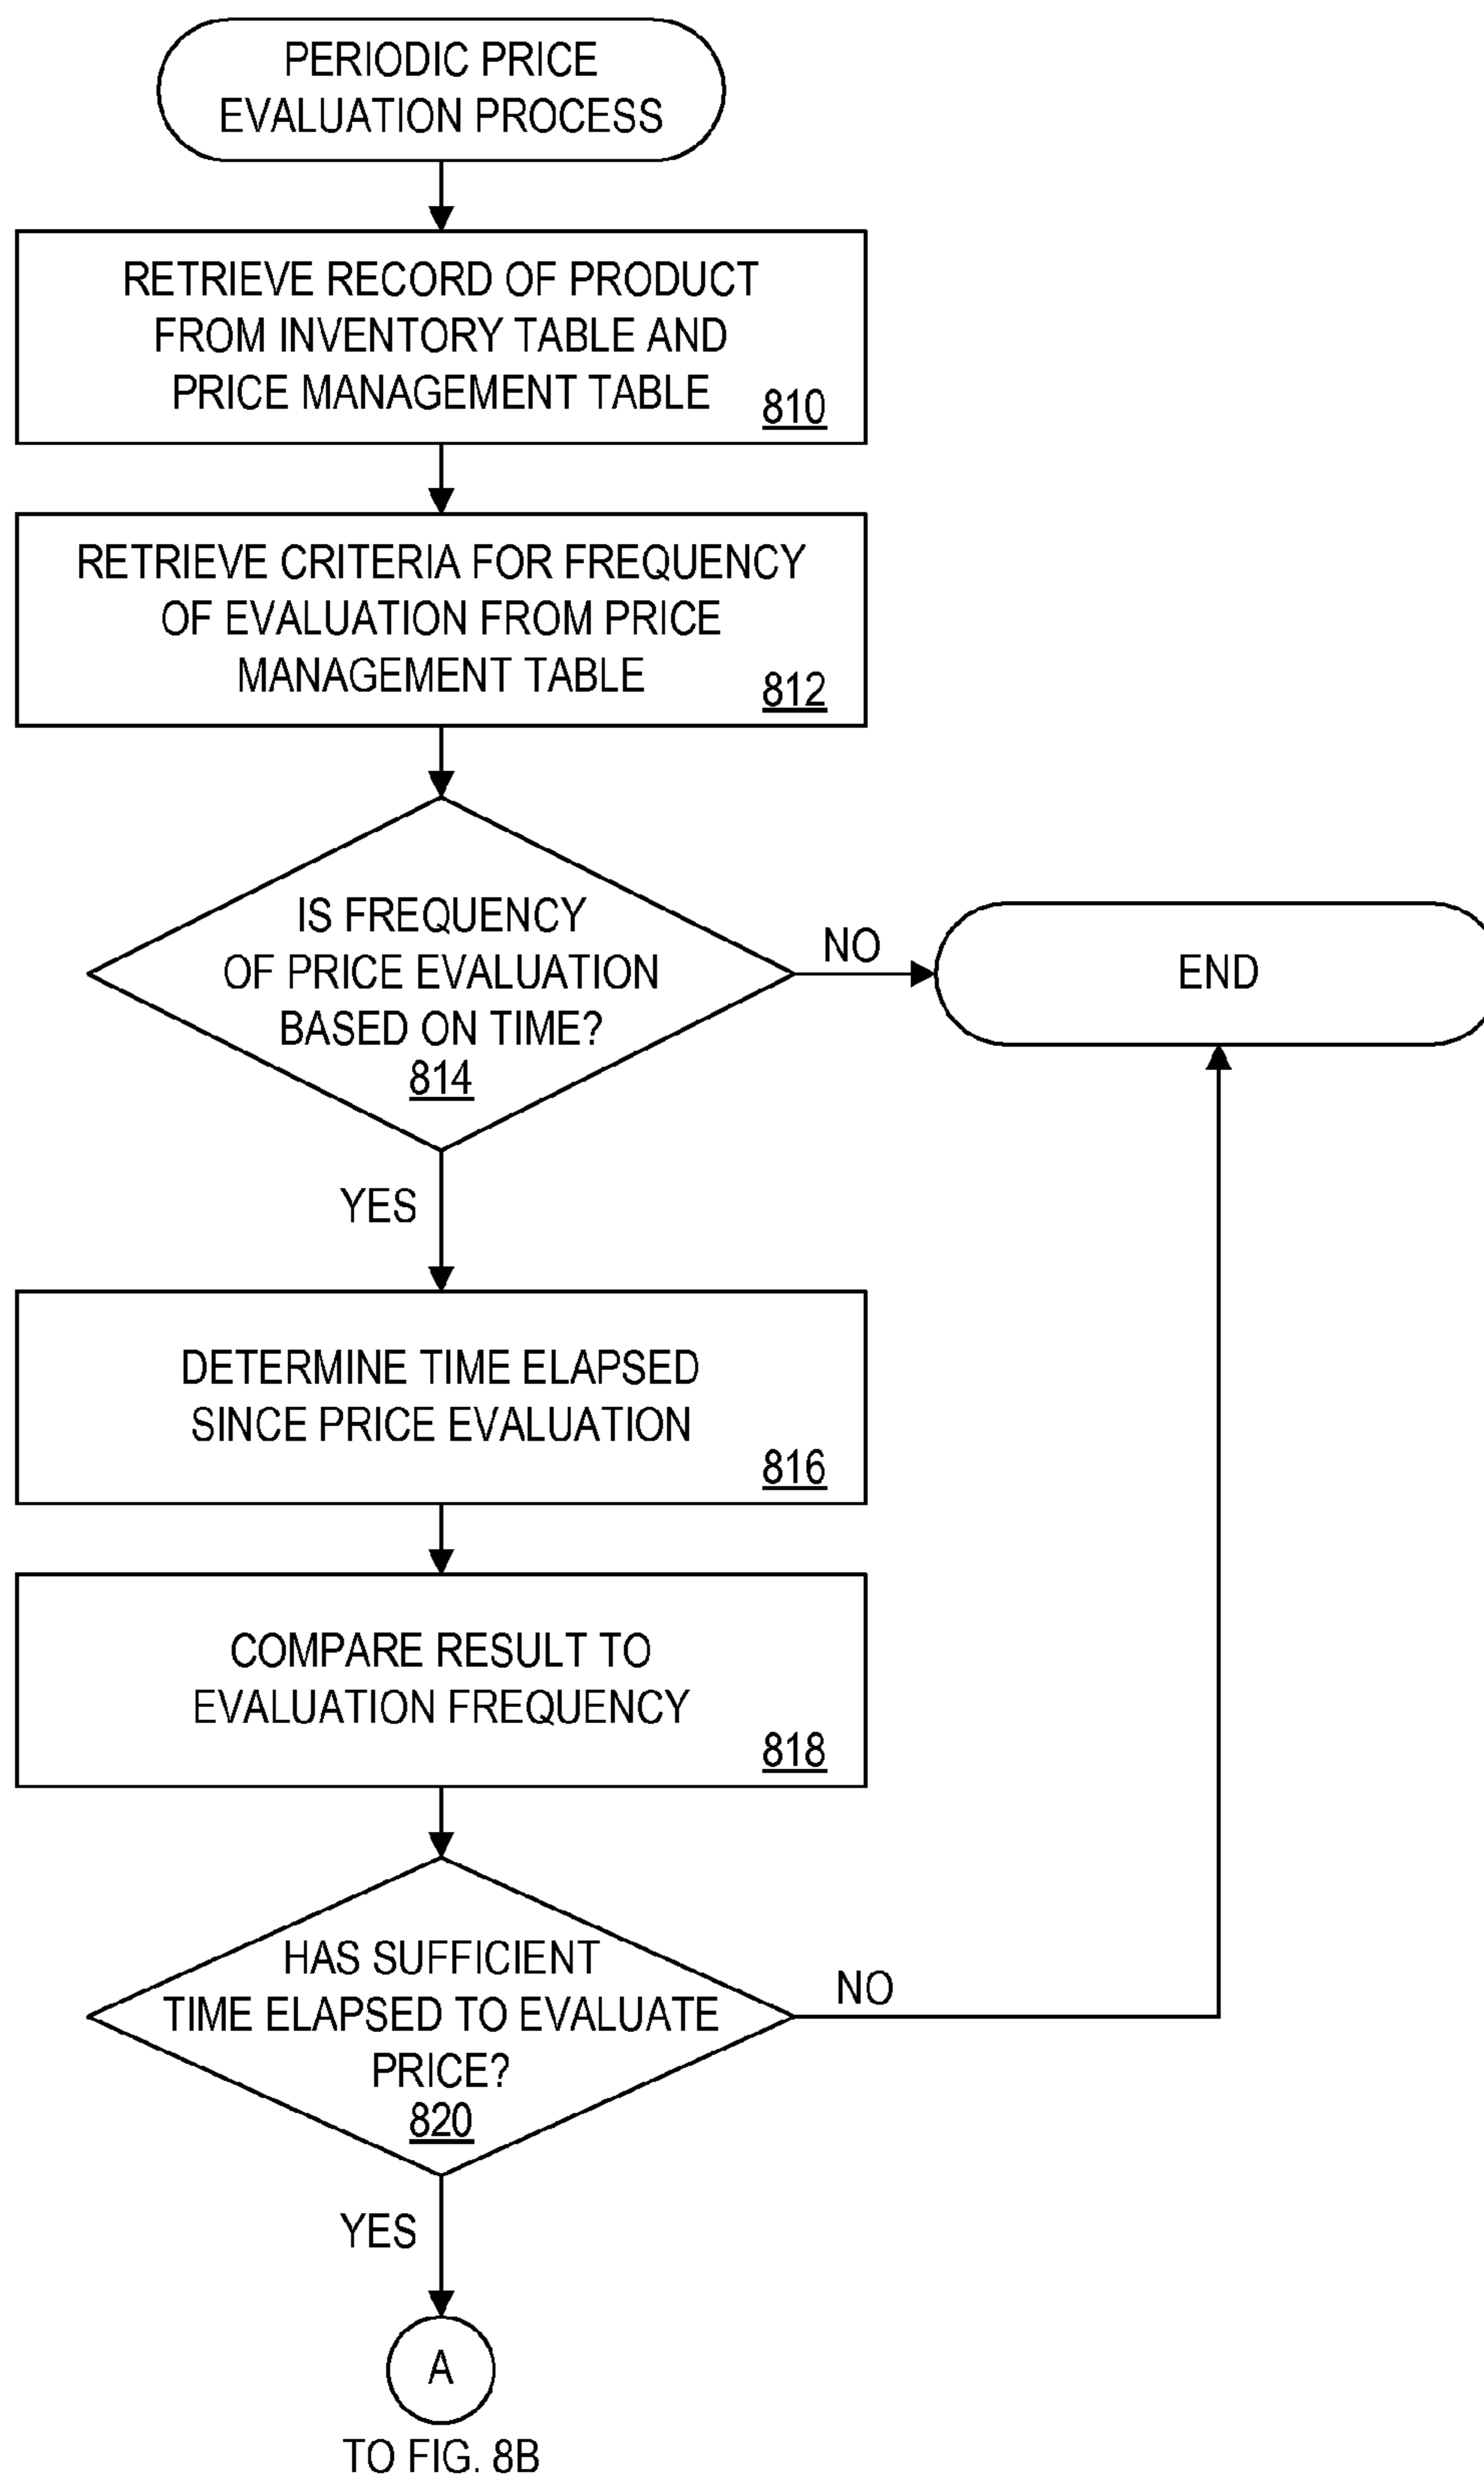 PERIODIC PRICE
EVALUATION PROCESS
RETRIEVE RECORD OF PRODUCT
FROM INVENTORY TABLE AND
PRICE MANAGEMENT TABLE
810
RETRIEVE CRITERIA FOR FREQUENCY
OF EVALUATION FROM PRICE
MANAGEMENT TABLE
812
IS FREQUENCY
OF PRICE EVALUATION
BASED ON TIME?
814
NO
END
YES
DETERMINE TIME ELAPSED
SINCE PRICE EVALUATION
816
COMPARE RESULT TO
EVALUATION FREQUENCY
818
HAS SUFFICIENT
TIME ELAPSED TO EVALUATE
PRICE?
820
NO
YES
A
TO FIG. 8B